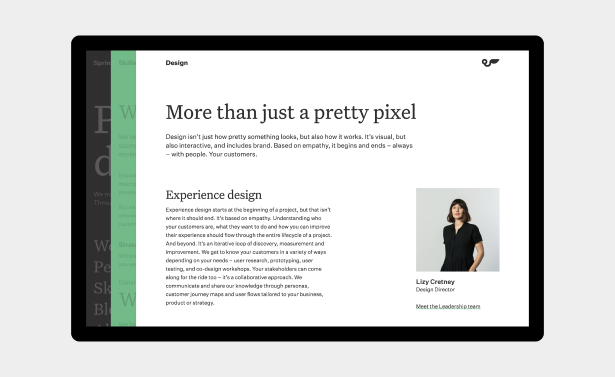 Design
More than just a pretty pixel
Design isn't just how pretty something looks, but also how it works. It's visual, but
also interactive, and includes brand. Based on empathy, it begins and ends – always
– with people. Your customers.
Experience design
Experience design starts at the beginning of a project, but that isn't
where it should end. It's based on empathy. Understanding who
your customers are, what they want to do and how you can improve
their experience should flow through the entire lifecycle of a project.
And beyond. It's an iterative loop of discovery, measurement and
improvement. We get to know your customers in a variety of ways
depending on your needs – user research, prototyping, user
testing, and co-design workshops. Your stakeholders can come
along for the ride too – it's a collaborative approach. We
communicate and share our knowledge through personas,
customer journey maps and user flows tailored to your business,
product or strategy.
Lizy Cretney
Design Director
Meet the Leadership team